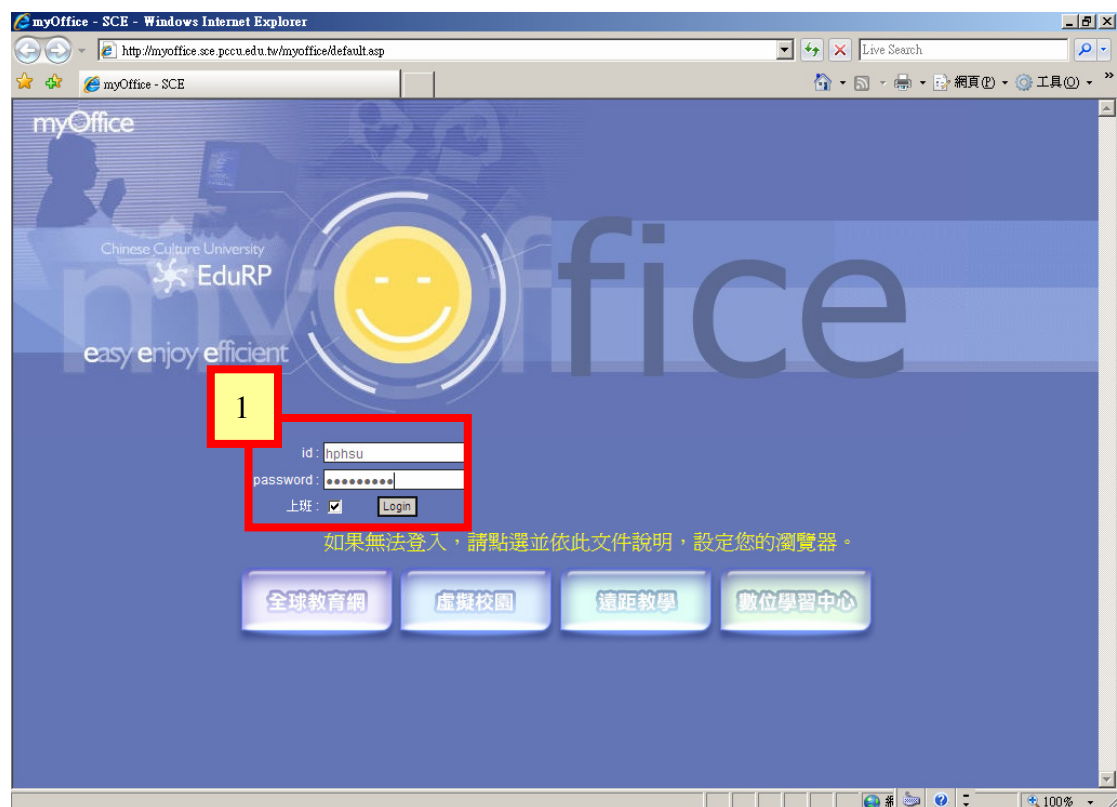 myOffice - SCE - Windows Internet Explorer
http://myoffice.sce.pccu.edu.tw/myoffice/default.asp
Live Search
myOffice - SCE
網頁(P)
工具(O)
»
myOffice
Chinese Culture University
EduRP
myOffice
easy enjoy efficient
1
id : hphsu
password : ●●●●●●●●●
上班 :
Login
如果無法登入，請點選並依此文件說明，設定您的瀏覽器。
全球教育網 虛擬校園 遠距教學 數位學習中心
100%